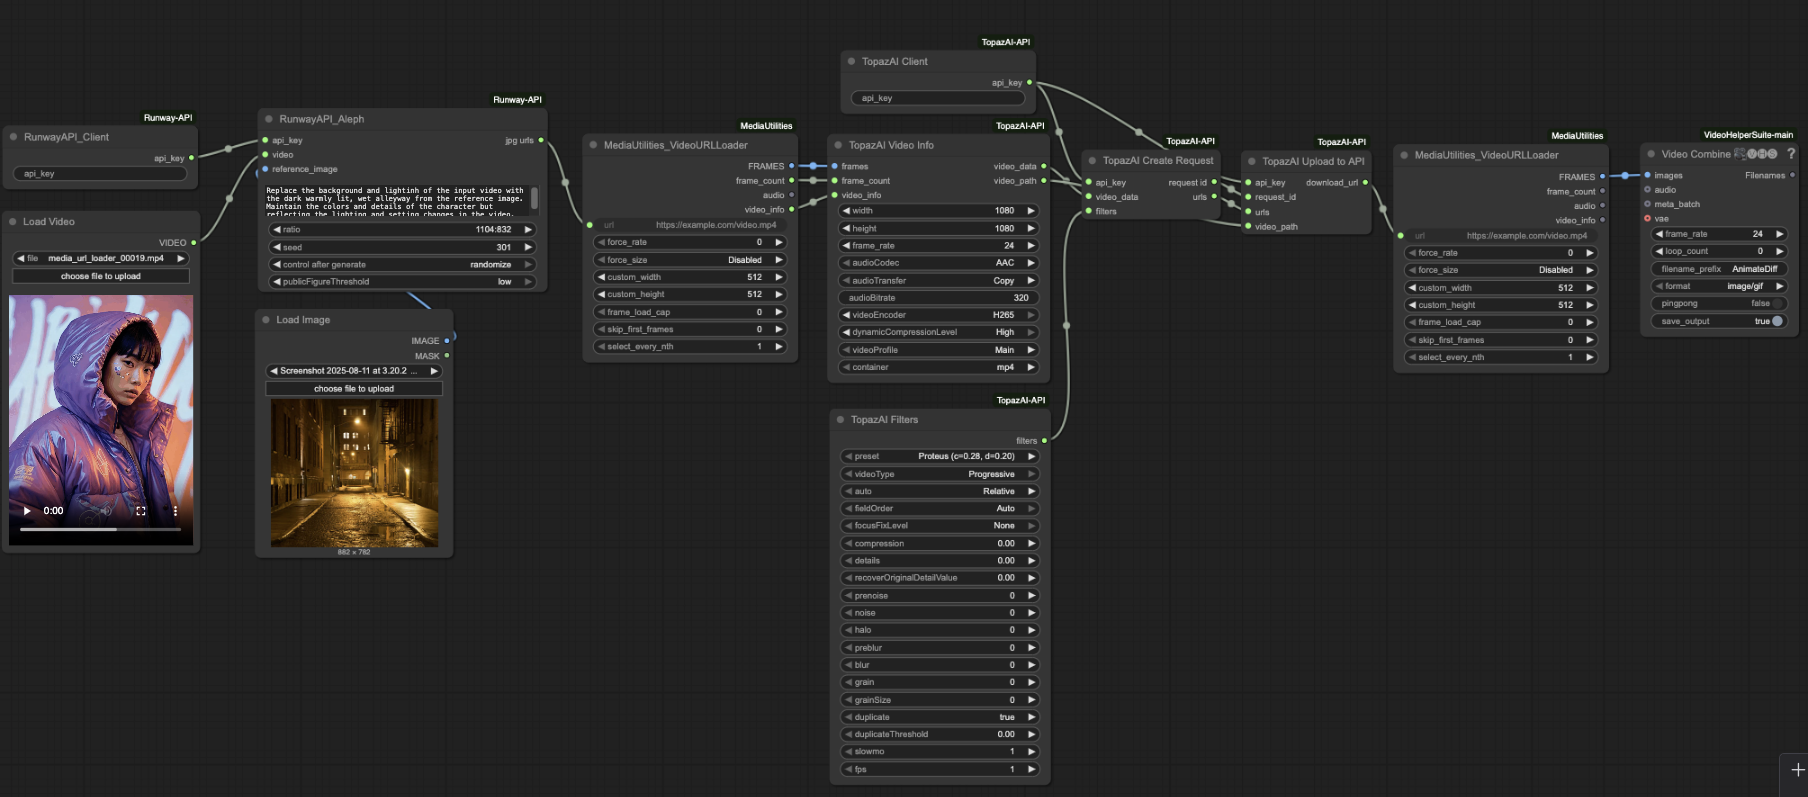 Runway-API
RunwayAPI_Client
api_key
api_key
Load Video
VIDEO
file media_url_loader_00019.mp4
choose file to upload
0:00
Runway-API
RunwayAPI_Aleph
api_key
jpg urls
video
reference_image
Replace the background and lightinh of the input video with
the dark warmly lit, wet alleyway from the reference image.
Maintain the colors and details of the character but
reflecting the lighting and setting changes in the video.
ratio 1104:832
seed 301
control after generate randomize
publicFigureThreshold low
Load Image
IMAGE
MASK
Screenshot 2025-08-11 at 3.20.2 ...
choose file to upload
882 x 782
MediaUtilities
MediaUtilities_VideoURLLoader
FRAMES
frame_count
audio
video_info
url https://example.com/video.mp4
force_rate 0
force_size Disabled
custom_width 512
custom_height 512
frame_load_cap 0
skip_first_frames 0
select_every_nth 1
TopazAI-API
TopazAI Client
api_key
api_key
TopazAI-API
TopazAI Video Info
frames video_data
frame_count video_path
video_info
width 1080
height 1080
frame_rate 24
audioCodec AAC
audioTransfer Copy
audioBitrate 320
videoEncoder H265
dynamicCompressionLevel High
videoProfile Main
container mp4
TopazAI-API
TopazAI Filters
filters
preset Proteus (c=0.28, d=0.20)
videoType Progressive
auto Relative
fieldOrder Auto
focusFixLevel None
compression 0.00
details 0.00
recoverOriginalDetailValue 0.00
prenoise 0
noise 0
halo 0
preblur 0
blur 0
grain 0
grainSize 0
duplicate true
duplicateThreshold 0.00
slowmo 1
fps 1
TopazAI-API
TopazAI Create Request
api_key request id
video_data urls
filters
TopazAI-API
TopazAI Upload to API
api_key download_url
request_id
urls
video_path
MediaUtilities
MediaUtilities_VideoURLLoader
FRAMES
frame_count
audio
video_info
url https://example.com/video.mp4
force_rate 0
force_size Disabled
custom_width 512
custom_height 512
frame_load_cap 0
skip_first_frames 0
select_every_nth 1
VideoHelperSuite-main
Video Combine VHS ?
images Filenames
audio
meta_batch
vae
frame_rate 24
loop_count 0
filename_prefix AnimateDiff
format image/gif
pingpong false
save_output true